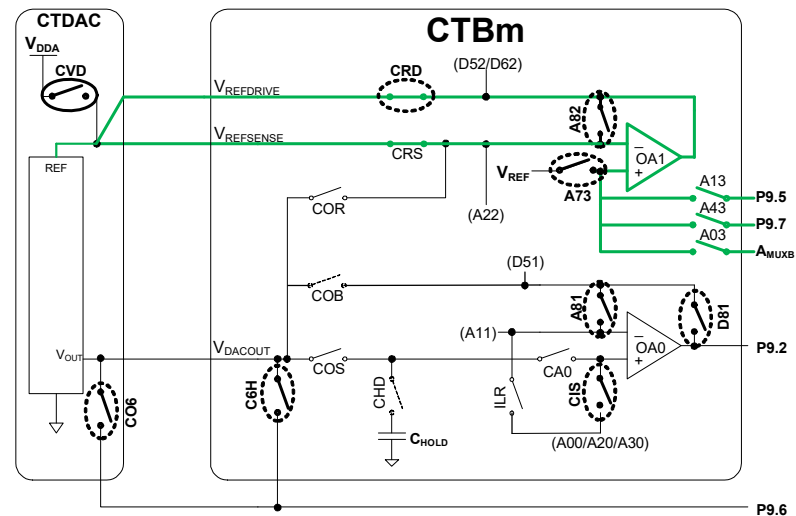 CTDAC
CTBm
VDDA
CVD
CRD
(D52/D62)
VREFDRIVE
A82
VREFSENSE
CRS
REF
VREF
A73
−
OA1
+
A13
P9.5
COR
(A22)
A43
P9.7
A03
AMUXB
(D51)
COB
A81
D81
(A11)
−
OA0
+
VOUT
VDACOUT
COS
CA0
P9.2
CO6
C6H
CHD
ILR
CIS
CHOLD
(A00/A20/A30)
P9.6